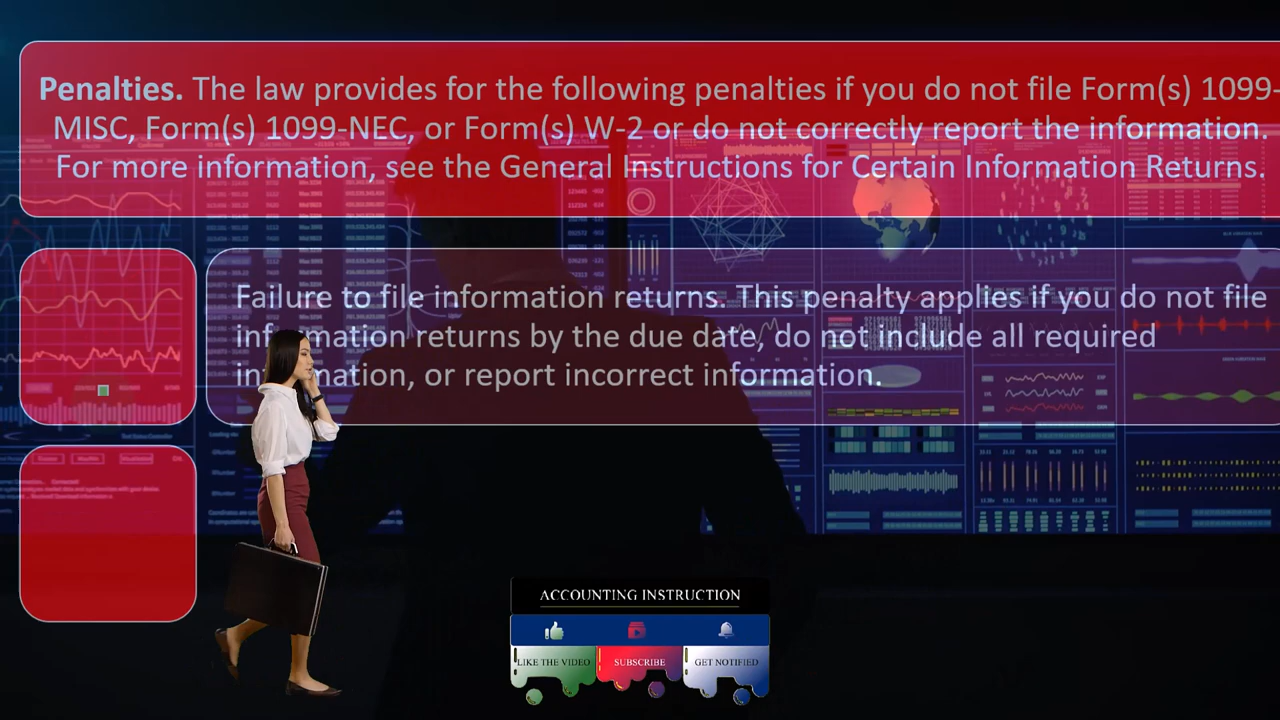 Penalties. The law provides for the following penalties if you do not file Form(s) 1099-
MISC, Form(s) 1099-NEC, or Form(s) W-2 or do not correctly report the information.
For more information, see the General Instructions for Certain Information Returns.
Failure to file information returns. This penalty applies if you do not file
information returns by the due date, do not include all required
information, or report incorrect information.
ACCOUNTING INSTRUCTION
LIKE THE VIDEO
SUBSCRIBE
GET NOTIFIED